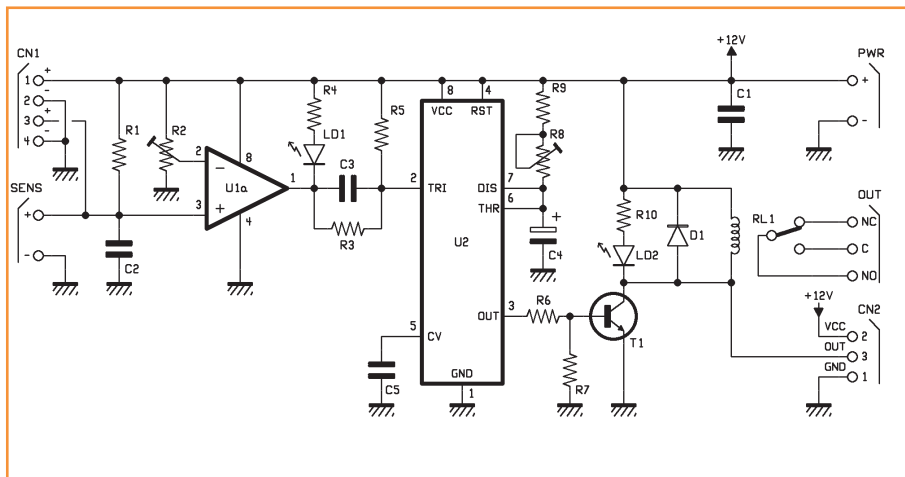 +12V
CN1
PWR
+
1
-
2
+
3
-
4
R1
R2
R4
LD1
R5
C3
R3
8
VCC
4
RST
R9
R8
C1
+
-
SENS
+
-
2
-
8
U1a
3
+
4
1
C2
2
TRI
U2
DIS
7
THR
6
+
C4
R10
LD2
D1
RL1
OUT
NC
C
NO
OUT
3
R6
R7
T1
5
CV
C5
GND
1
+12V
CN2
VCC
2
OUT
3
GND
1